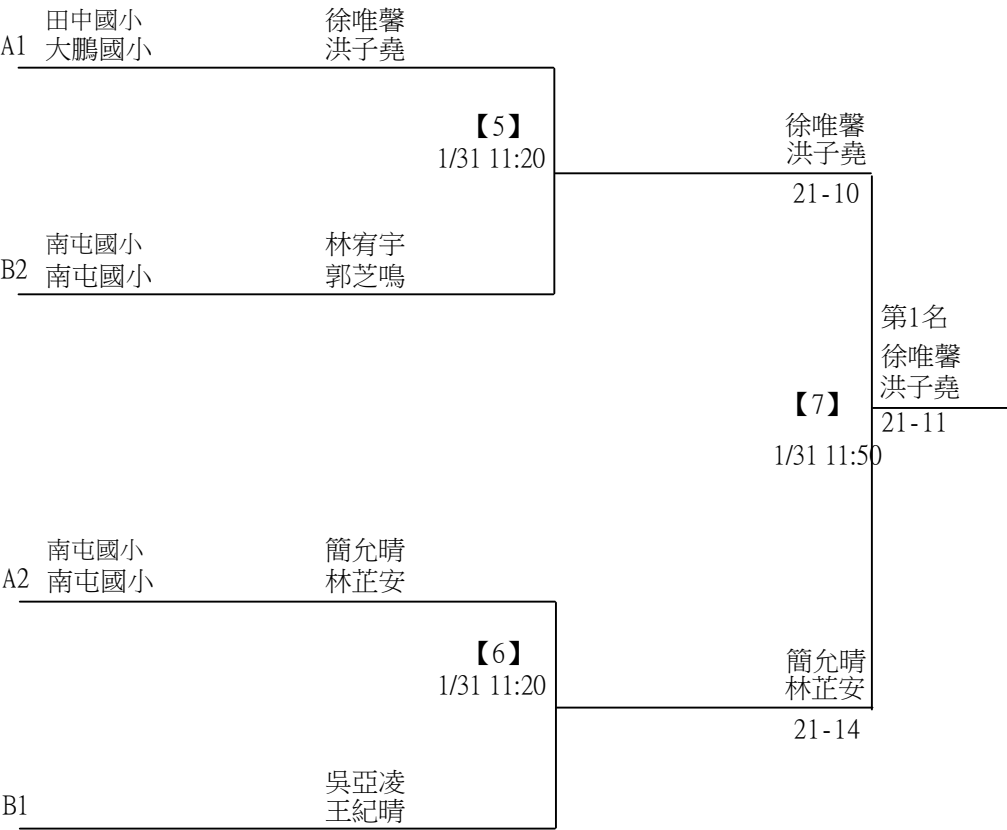 田中國小 徐唯馨
A1 大鵬國小 洪子堯
【5】
1/31 11:20
徐唯馨
洪子堯
21-10
南屯國小 林宥宇
B2 南屯國小 郭芝鳴
第1名
徐唯馨
洪子堯
【7】
21-11
1/31 11:50
南屯國小 簡允晴
A2 南屯國小 林芷安
【6】
1/31 11:20
簡允晴
林芷安
21-14
吳亞凌
B1 王紀晴